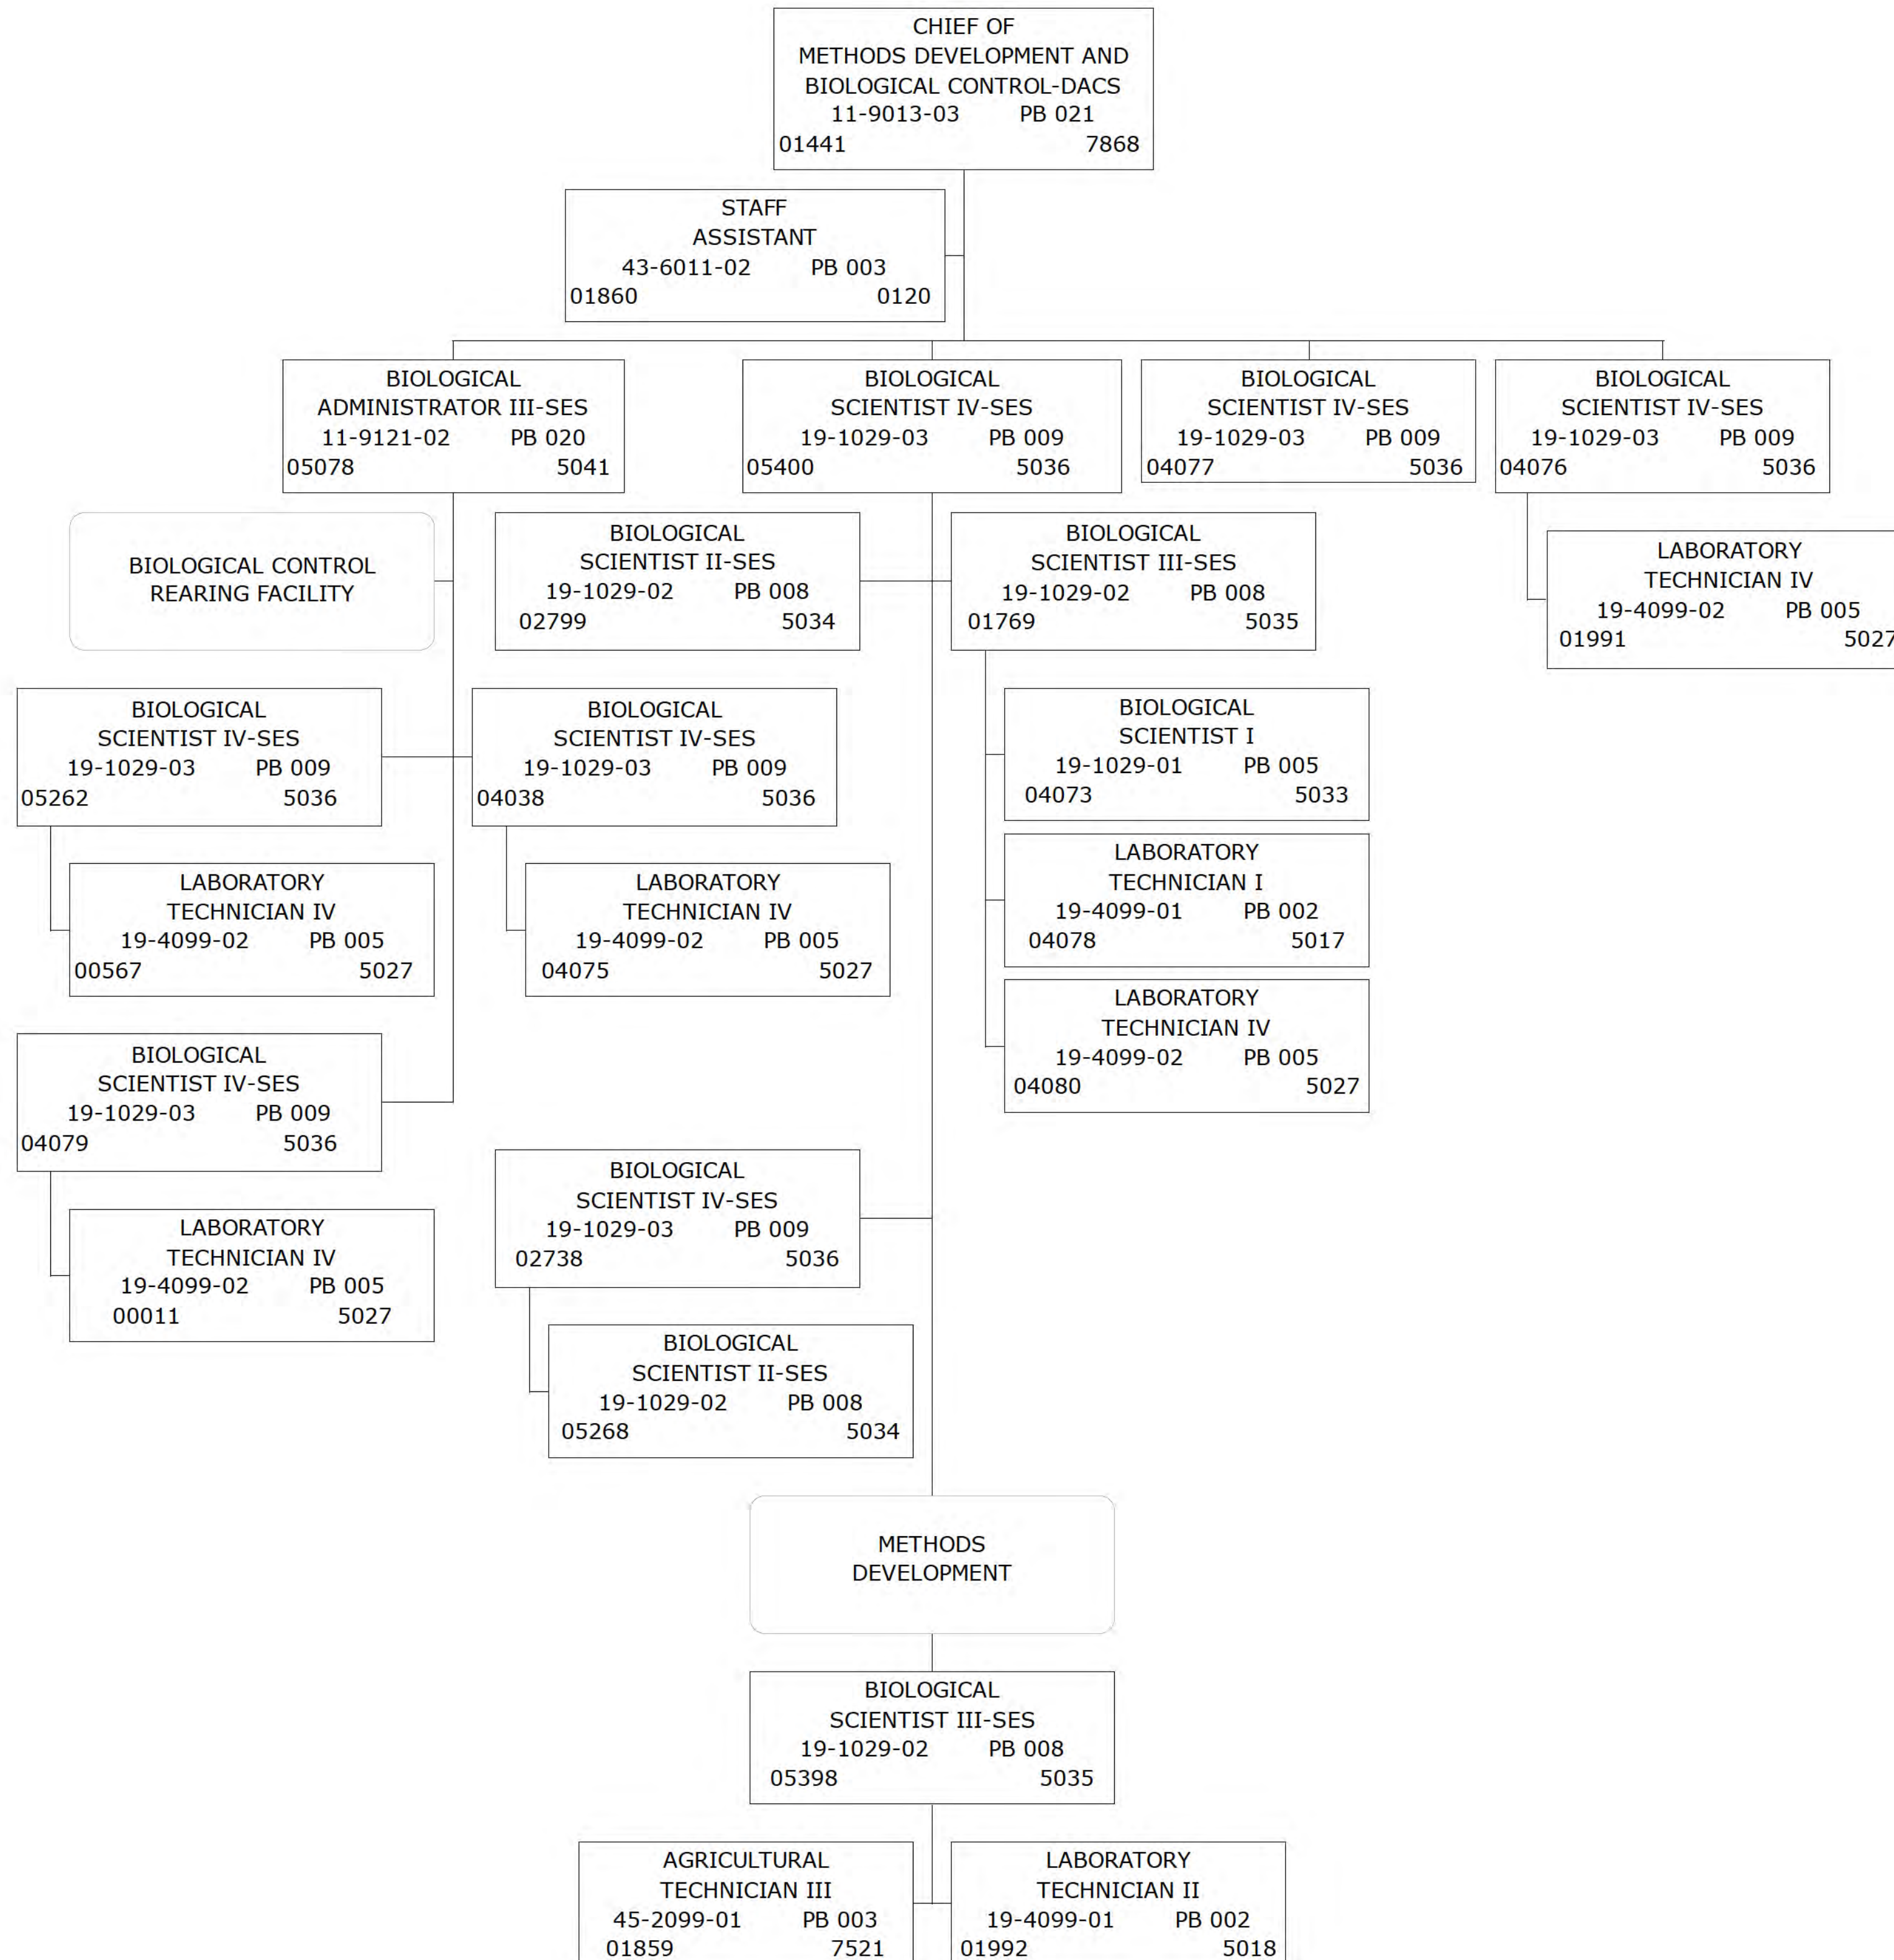 CHIEF OF
METHODS DEVELOPMENT AND
BIOLOGICAL CONTROL-DACS
11-9013-03 PB 021
01441 7868
STAFF
ASSISTANT
43-6011-02 PB 003
01860 0120
BIOLOGICAL
ADMINISTRATOR III-SES
11-9121-02 PB 020
05078 5041
BIOLOGICAL
SCIENTIST IV-SES
19-1029-03 PB 009
05400 5036
BIOLOGICAL
SCIENTIST IV-SES
19-1029-03 PB 009
04077 5036
BIOLOGICAL
SCIENTIST IV-SES
19-1029-03 PB 009
04076 5036
BIOLOGICAL CONTROL
REARING FACILITY
BIOLOGICAL
SCIENTIST II-SES
19-1029-02 PB 008
02799 5034
BIOLOGICAL
SCIENTIST III-SES
19-1029-02 PB 008
01769 5035
LABORATORY
TECHNICIAN IV
19-4099-02 PB 005
01991 5027
BIOLOGICAL
SCIENTIST IV-SES
19-1029-03 PB 009
05262 5036
BIOLOGICAL
SCIENTIST IV-SES
19-1029-03 PB 009
04038 5036
BIOLOGICAL
SCIENTIST I
19-1029-01 PB 005
04073 5033
LABORATORY
TECHNICIAN IV
19-4099-02 PB 005
00567 5027
LABORATORY
TECHNICIAN IV
19-4099-02 PB 005
04075 5027
LABORATORY
TECHNICIAN I
19-4099-01 PB 002
04078 5017
LABORATORY
TECHNICIAN IV
19-4099-02 PB 005
04080 5027
BIOLOGICAL
SCIENTIST IV-SES
19-1029-03 PB 009
04079 5036
LABORATORY
TECHNICIAN IV
19-4099-02 PB 005
00011 5027
BIOLOGICAL
SCIENTIST IV-SES
19-1029-03 PB 009
02738 5036
BIOLOGICAL
SCIENTIST II-SES
19-1029-02 PB 008
05268 5034
METHODS
DEVELOPMENT
BIOLOGICAL
SCIENTIST III-SES
19-1029-02 PB 008
05398 5035
AGRICULTURAL
TECHNICIAN III
45-2099-01 PB 003
01859 7521
LABORATORY
TECHNICIAN II
19-4099-01 PB 002
01992 5018